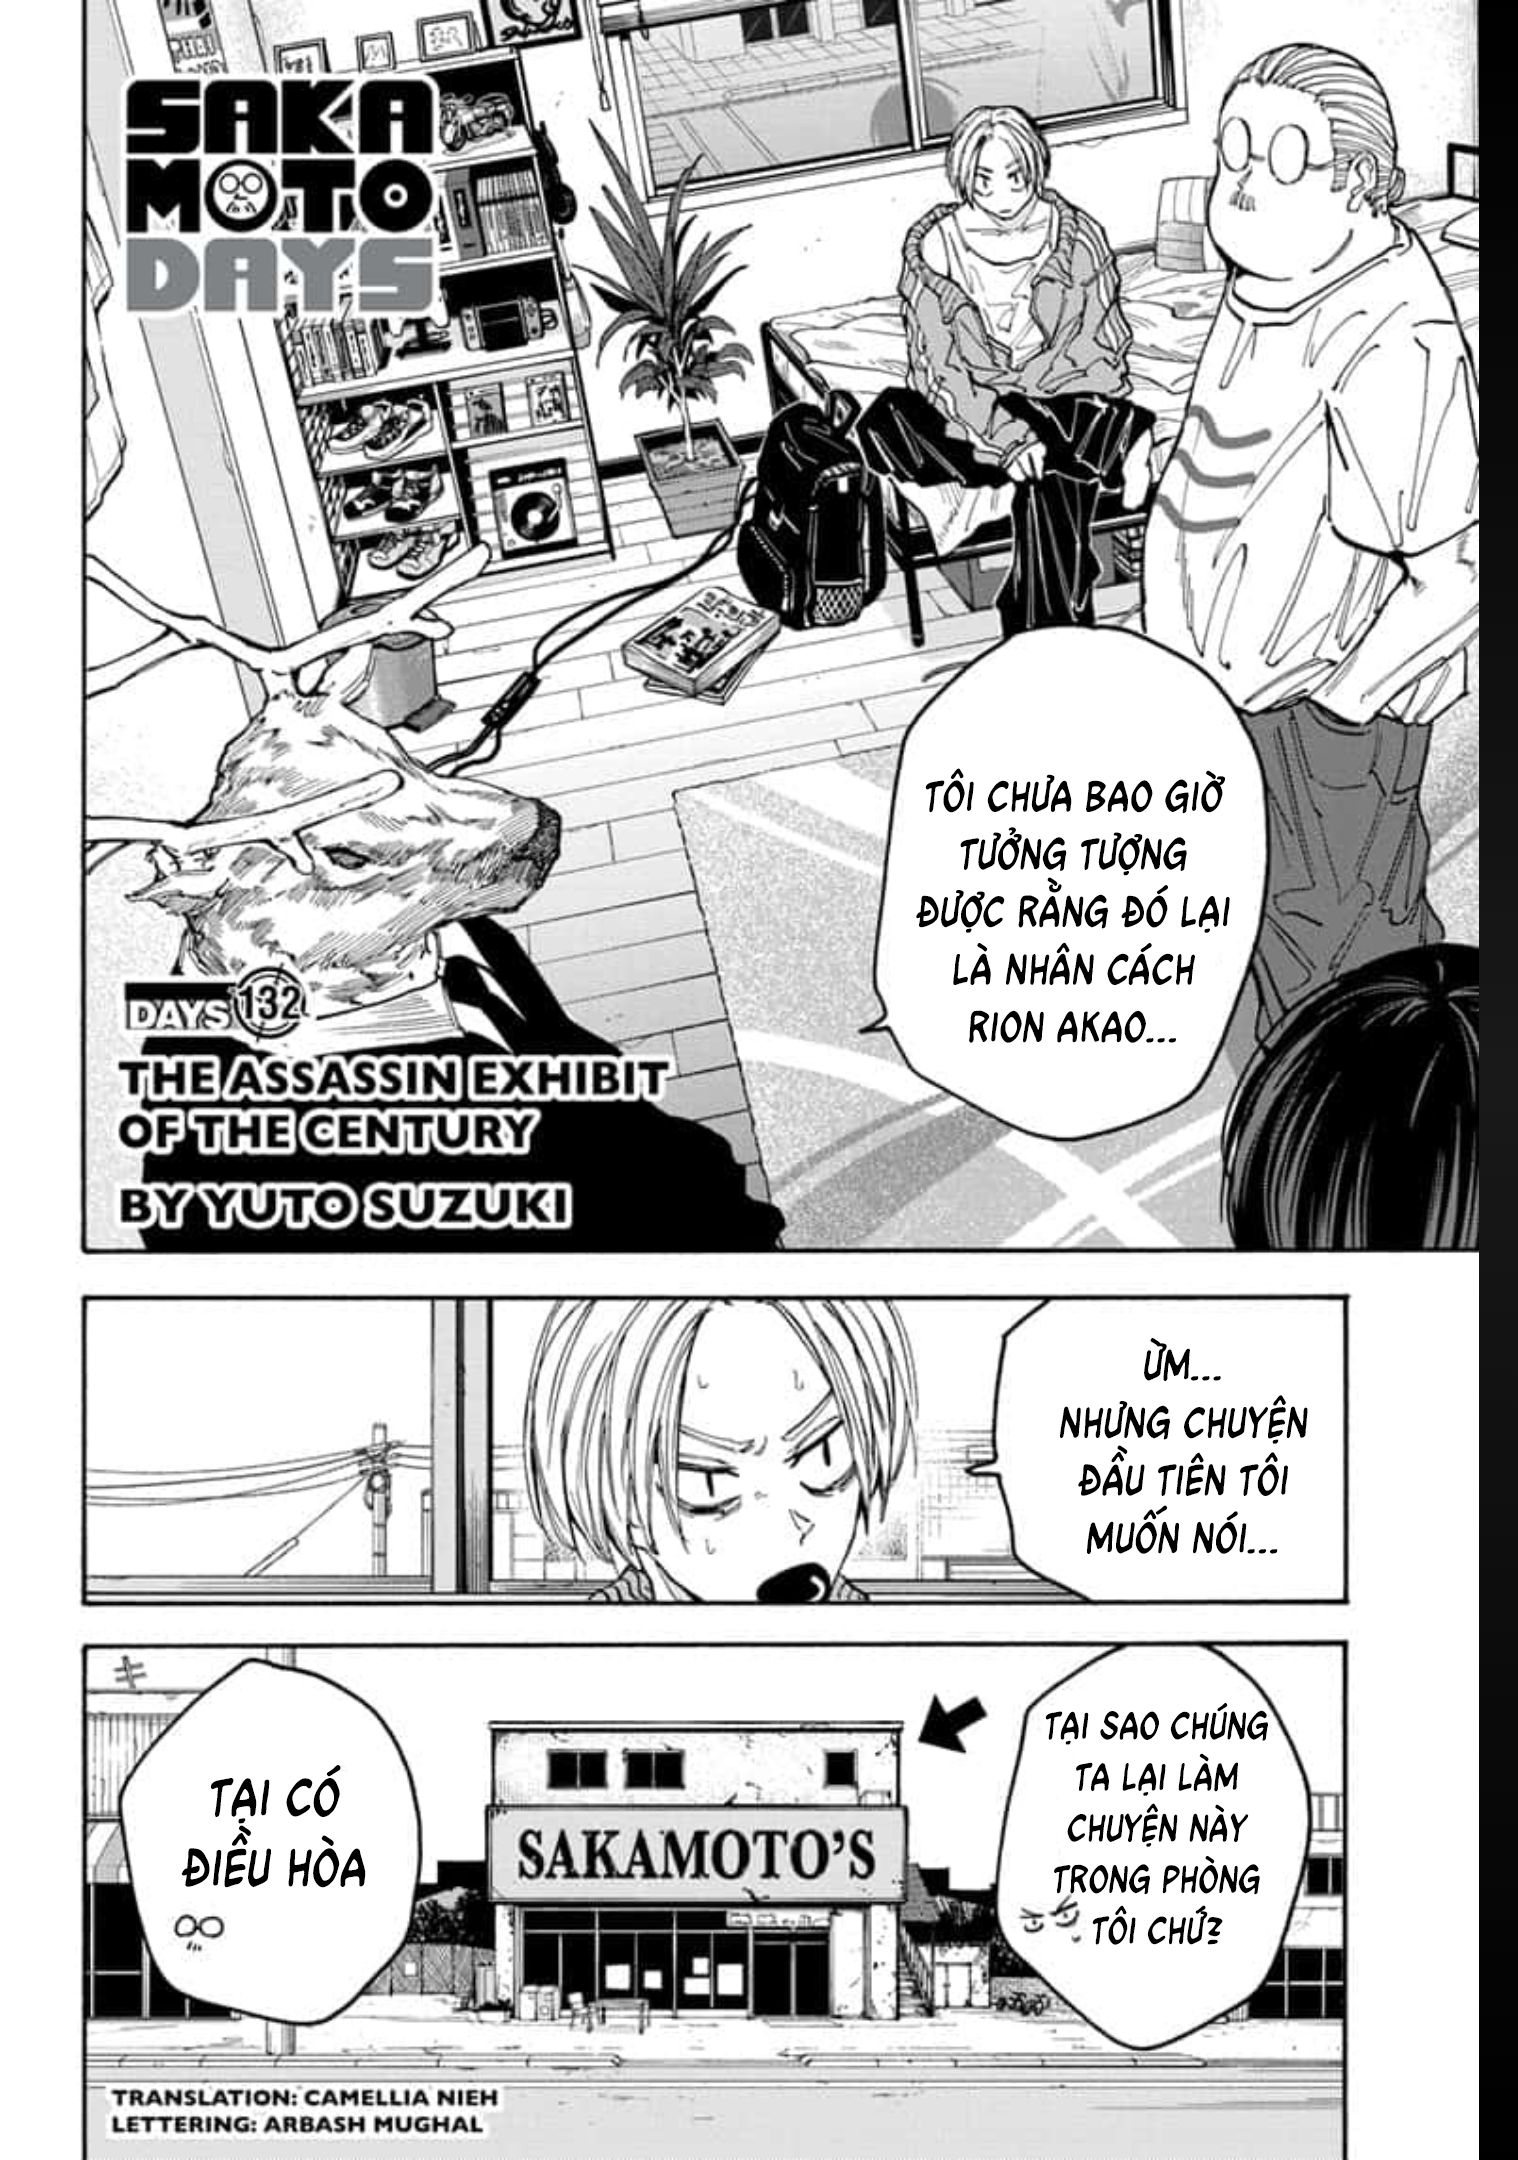 SAKA
MOTO
DAYS
TÔI CHƯA BAO GIỜ
TƯỞNG TƯỢNG
ĐƯỢC RẰNG ĐÓ LẠI
LÀ NHÂN CÁCH
RION AKAO...
DAYS 132
THE ASSASSIN EXHIBIT
OF THE CENTURY
BY YUTO SUZUKI
ỪM...
NHƯNG CHUYỆN
ĐẦU TIÊN TÔI
MUỐN NÓI...
TẠI SAO CHÚNG
TA LẠI LÀM
CHUYỆN NÀY
TRONG PHÒNG
TÔI CHỨ?
TẠI CÓ
ĐIỀU HÒA
SAKAMOTO'S
TRANSLATION: CAMELLIA NIEH
LETTERING: ARBASH MUGHAL